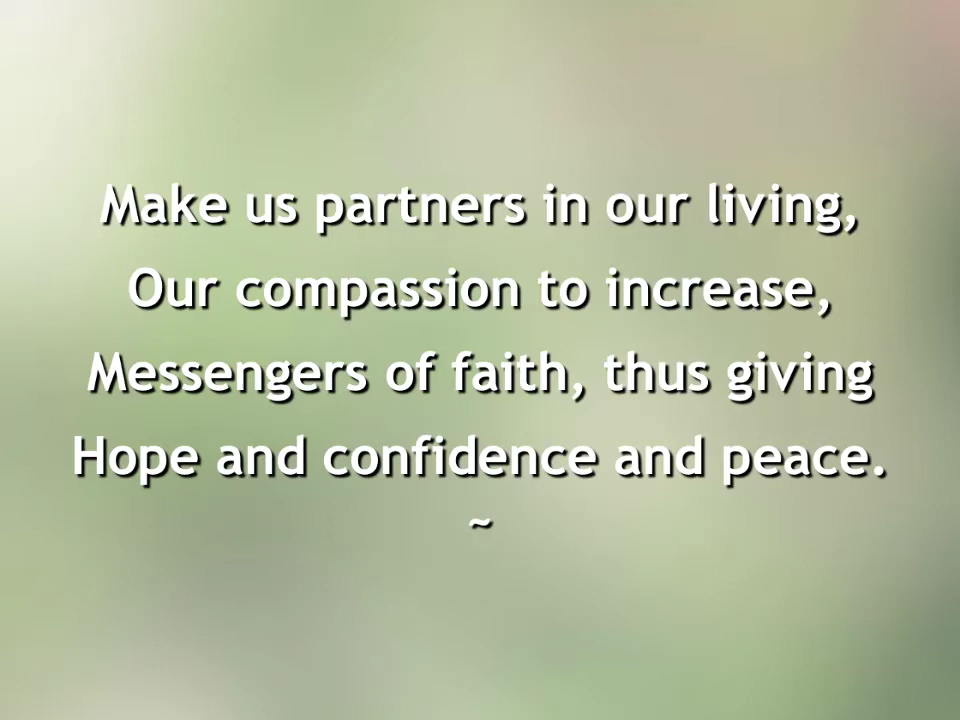 Make us partners in our living,
Our compassion to increase,
Messengers of faith, thus giving
Hope and confidence and peace.
~